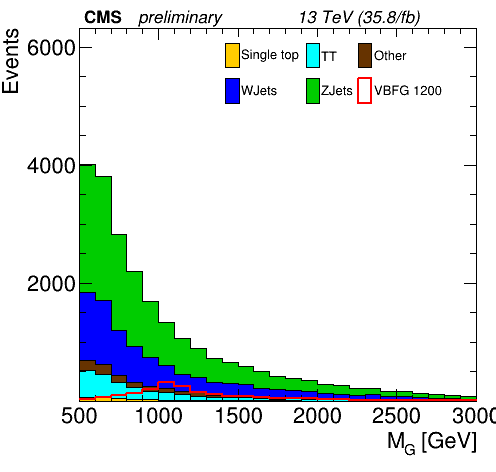 CMS preliminary 13 TeV (35.8/fb)
Events
6000
4000
2000
Single top TT Other
WJets ZJets VBFG 1200
500 1000 1500 2000 2500 3000
M_G [GeV]